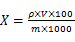 X = ρ×V×100 / m×1000